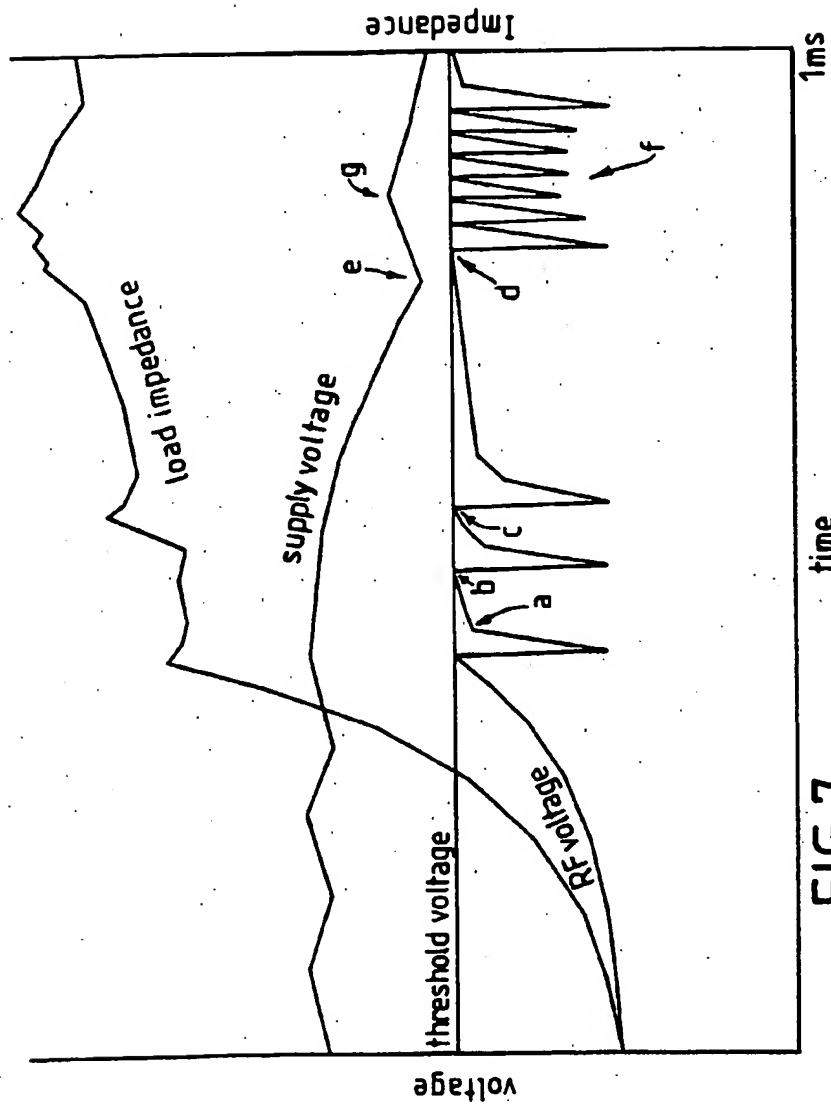 Impedance
voltage
load impedance
supply voltage
threshold voltage
RF voltage
a
b
c
d
e
f
g
time
1ms
FIG.7